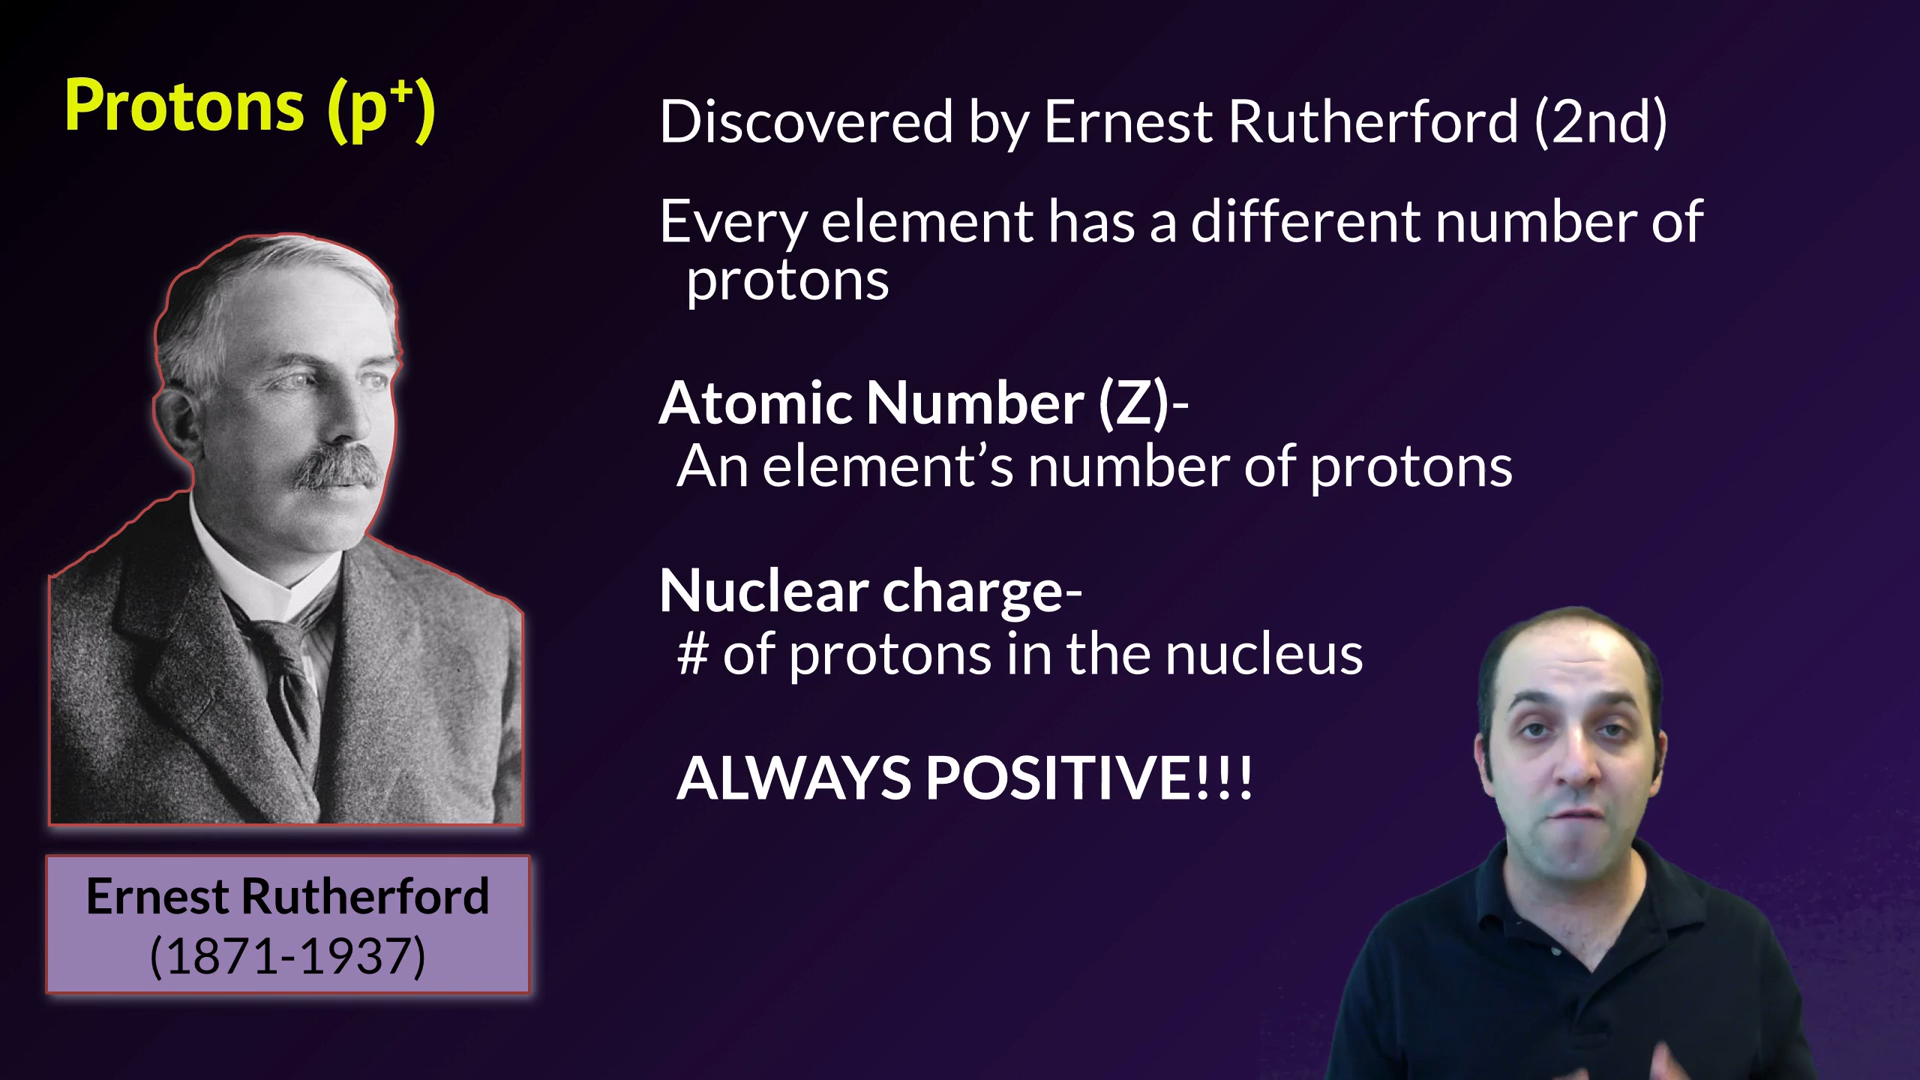 Protons (p⁺)
Discovered by Ernest Rutherford (2nd)
Every element has a different number of
protons
Atomic Number (Z)-
An element’s number of protons
Nuclear charge-
# of protons in the nucleus
ALWAYS POSITIVE!!!
Ernest Rutherford
(1871-1937)